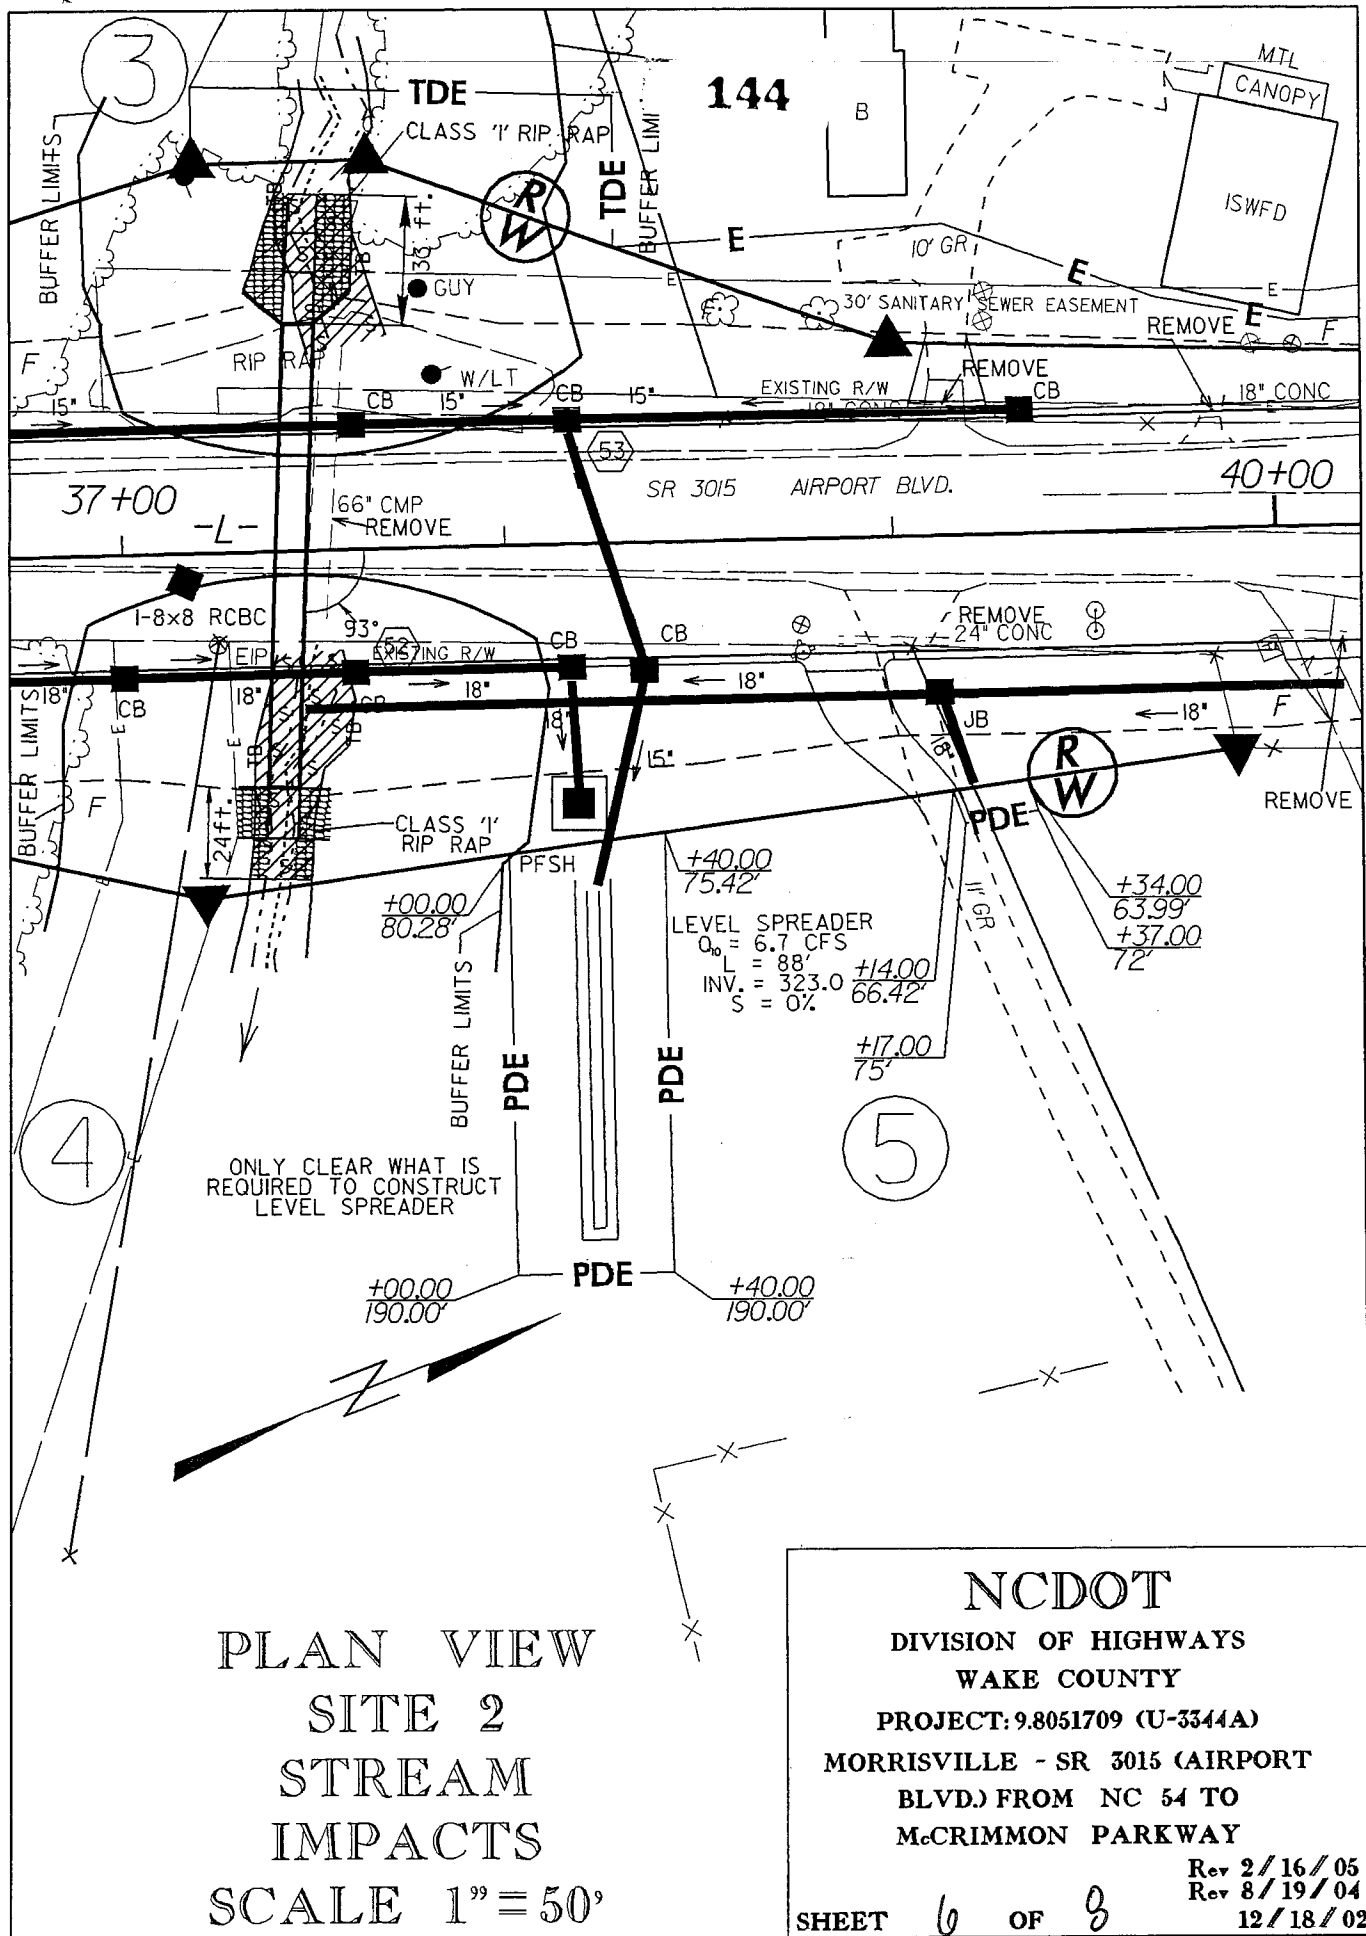 3
TDE
144
MTL
CANOPY
CLASS 'I' RIP RAP
B
BUFFER LIMITS
TDE
BUFFER LIMI
R
W
ISWFD
E
10' GR
E
GUY
E
E
30' SANITARY SEWER EASEMENT
E
F
REMOVE
F
RIP RAP
W/LT
REMOVE
15"
CB
15"
CB
15"
EXISTING R/W
CB
18" CONC
53
37+00
SR 3015 AIRPORT BLVD.
40+00
-L-
66" CMP
REMOVE
1-8x8 RCBC
93°
REMOVE
24" CONC
EIP
EXISTING R/W
CB
CB
18"
18"
CB
18"
18"
18"
BUFFER LIMITS
TB
TB
18"
JB
18"
F
15"
18"
R
W
F
24ft.
CLASS 'I'
RIP RAP
PDE
REMOVE
PFSH
+40.00
75.42'
+00.00
80.28'
11' GR
+34.00
63.99'
LEVEL SPREADER
Q10 = 6.7 CFS
L = 88'
INV. = 323.0
S = 0%
+37.00
72'
+14.00
66.42'
BUFFER LIMITS
PDE
PDE
+17.00
75'
4
5
ONLY CLEAR WHAT IS
REQUIRED TO CONSTRUCT
LEVEL SPREADER
PDE
+00.00
190.00'
+40.00
190.00'
PLAN VIEW
SITE 2
STREAM
IMPACTS
SCALE 1" = 50'
NCDOT
DIVISION OF HIGHWAYS
WAKE COUNTY
PROJECT: 9.8051709 (U-3344A)
MORRISVILLE - SR 3015 (AIRPORT
BLVD.) FROM NC 54 TO
McCRIMMON PARKWAY
Rev 2/16/05
Rev 8/19/04
SHEET 6 OF 8 12/18/02